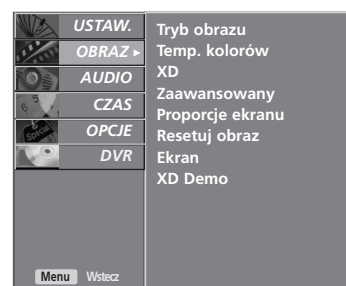 USTAW.
OBRAZ ▸
AUDIO
CZAS
OPCJE
DVR
Tryb obrazu
Temp. kolorów
XD
Zaawansowany
Proporcje ekranu
Resetuj obraz
Ekran
XD Demo
Menu Wstecz